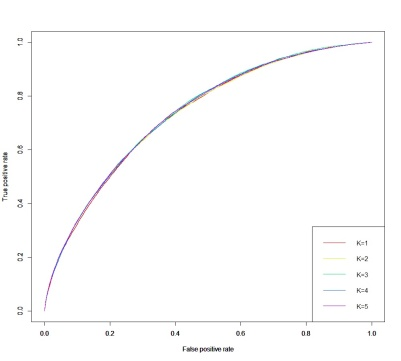 True positive rate
1.0
0.8
0.6
0.4
0.2
0.0
K=1
K=2
K=3
K=4
K=5
0.0 0.2 0.4 0.6 0.8 1.0
False positive rate